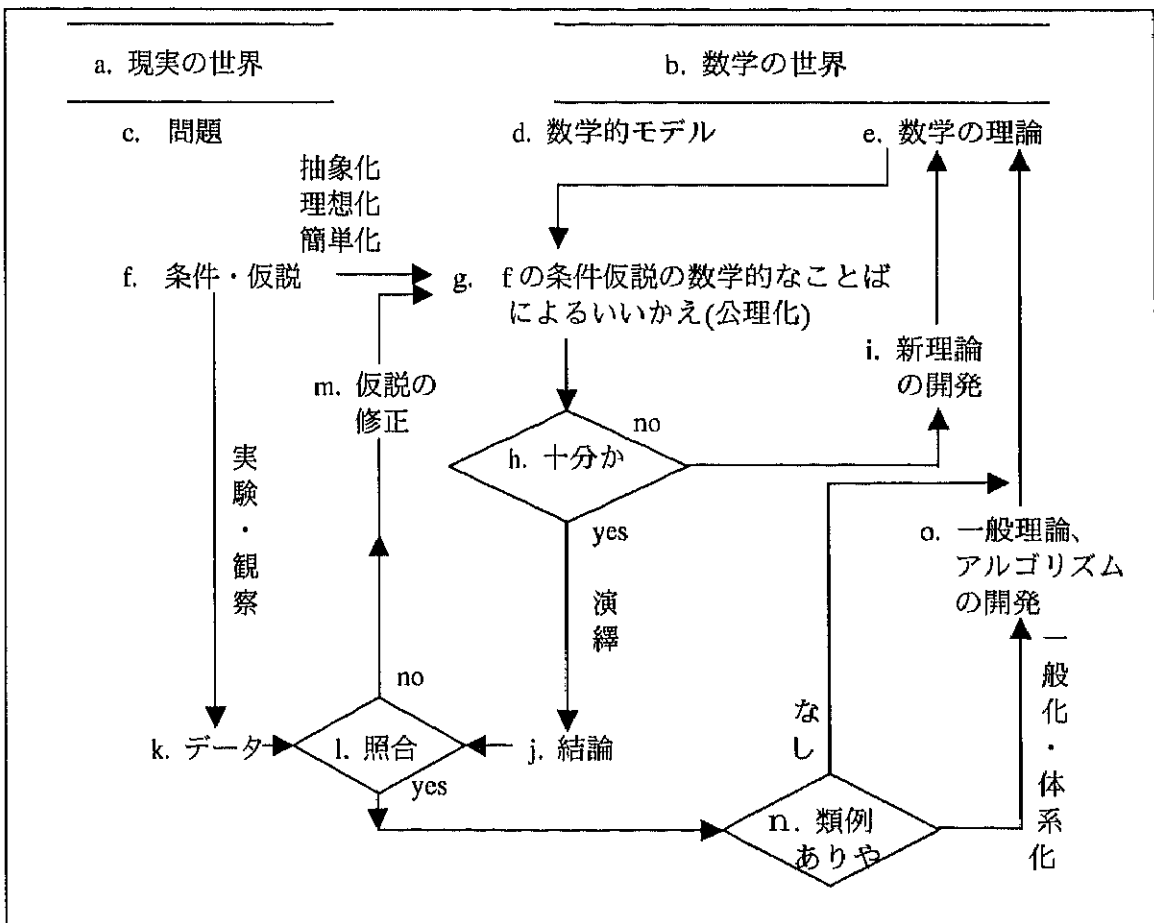 a. 現実の世界
b. 数学の世界
c. 問題
d. 数学的モデル
e. 数学の理論
抽象化
理想化
簡単化
f. 条件・仮説
g. fの条件仮説の数学的なことば
によるいいかえ(公理化)
i. 新理論
の開発
m. 仮説の
修正
no
h. 十分か
実験・観察
yes
o. 一般理論、
アルゴリズム
の開発
演繹
一般化・体系化
no
なし
k. データ
l. 照合
j. 結論
yes
n. 類例
ありや